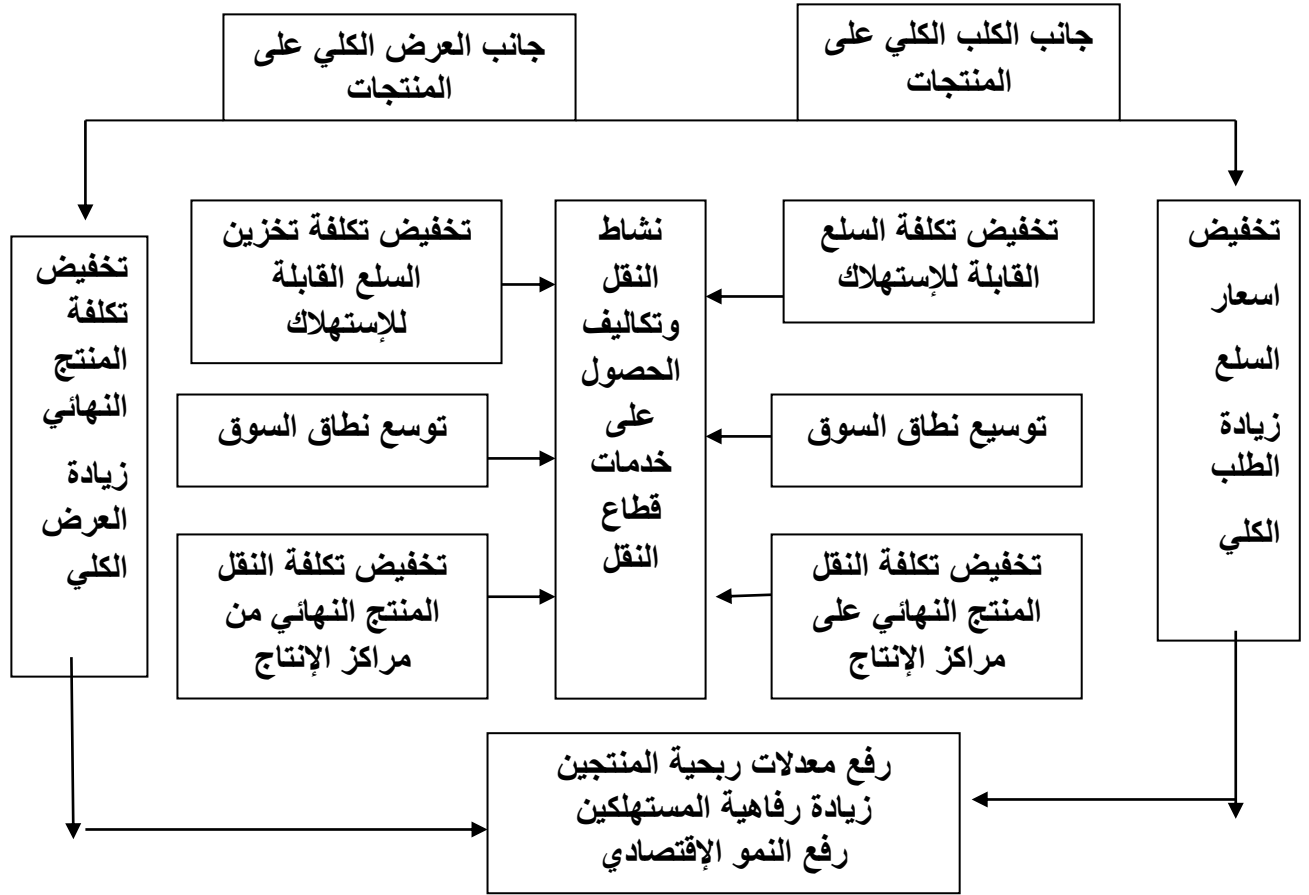 جانب الكلب الكلي على
المنتجات
جانب العرض الكلي على
المنتجات
تخفيض
اسعار
السلع
زيادة
الطلب
الكلي
تخفيض تكلفة السلع
القابلة للإستهلاك
توسيع نطاق السوق
تخفيض تكلفة النقل
المنتج النهائي على
مراكز الإنتاج
نشاط
النقل
وتكاليف
الحصول
على
خدمات
قطاع
النقل
تخفيض تكلفة تخزين
السلع القابلة
للإستهلاك
توسع نطاق السوق
تخفيض تكلفة النقل
المنتج النهائي من
مراكز الإنتاج
تخفيض
تكلفة
المنتج
النهائي
زيادة
العرض
الكلي
رفع معدلات ربحية المنتجين
زيادة رفاهية المستهلكين
رفع النمو الإقتصادي